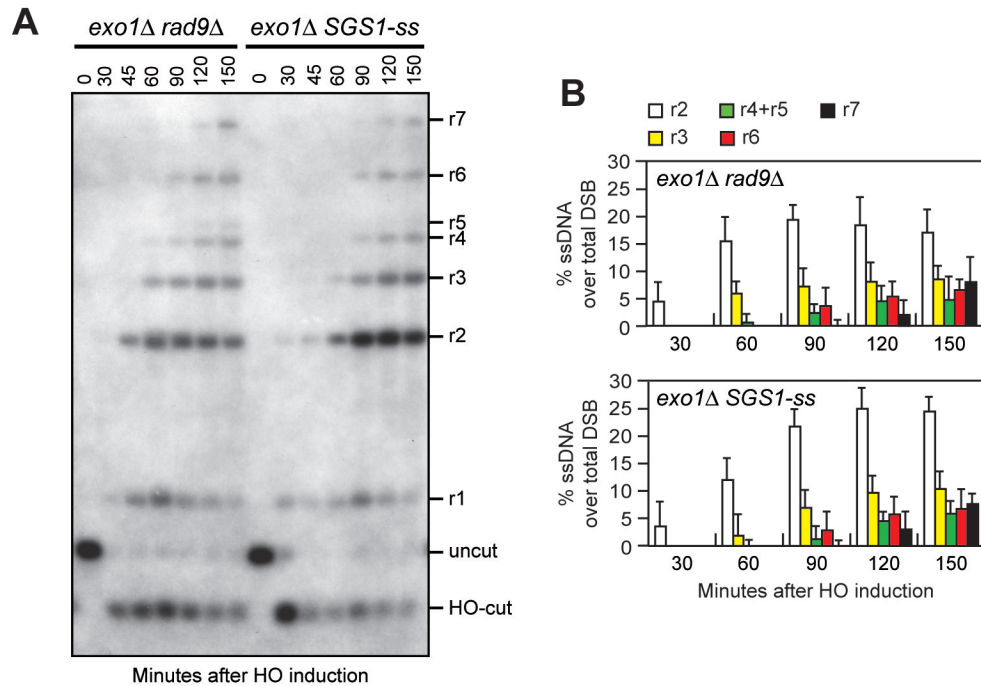 A
exo1Δ rad9Δ exo1Δ SGS1-ss
0 30 45 60 90 120 150 0 30 45 60 90 120 150
r7
r6
r5
r4
r3
r2
r1
uncut
HO-cut
Minutes after HO induction
B
r2 r4+r5 r7
r3 r6
exo1Δ rad9Δ
% ssDNA
over total DSB
30
25
20
15
10
5
0
30 60 90 120 150
exo1Δ SGS1-ss
% ssDNA
over total DSB
30
25
20
15
10
5
0
30 60 90 120 150
Minutes after HO induction